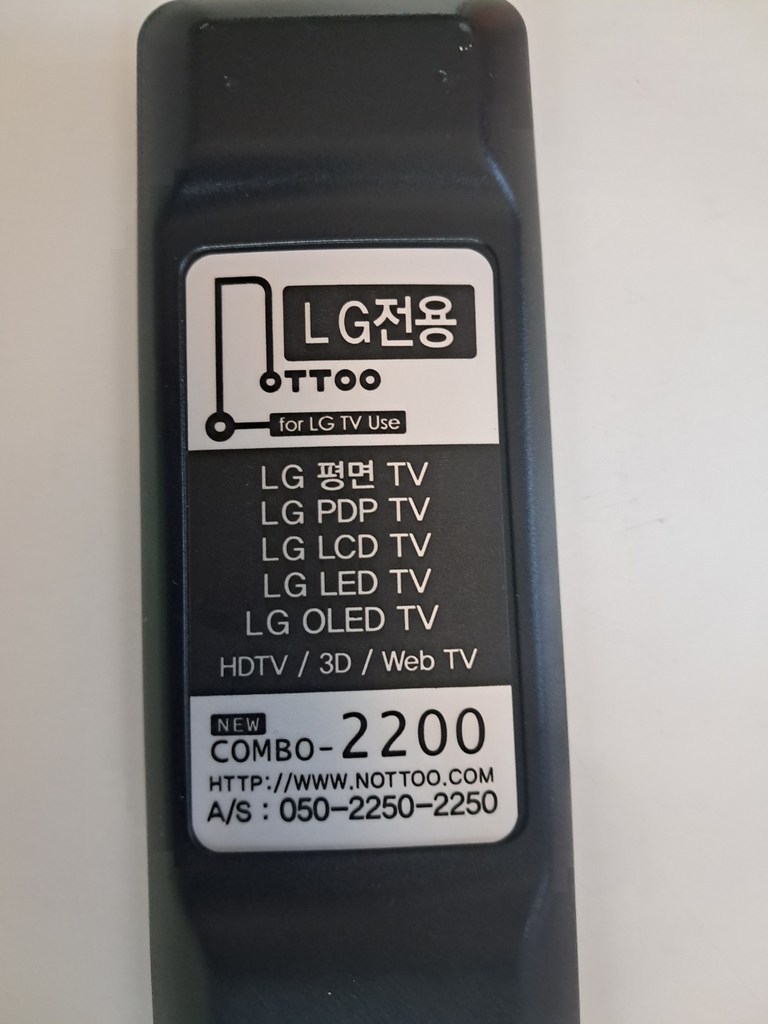 LG전용
NOTTOO
for LG TV Use
LG 평면 TV
LG PDP TV
LG LCD TV
LG LED TV
LG OLED TV
HDTV / 3D / Web TV
NEW
COMBO-2200
HTTP://WWW.NOTTOO.COM
A/S : 050-2250-2250